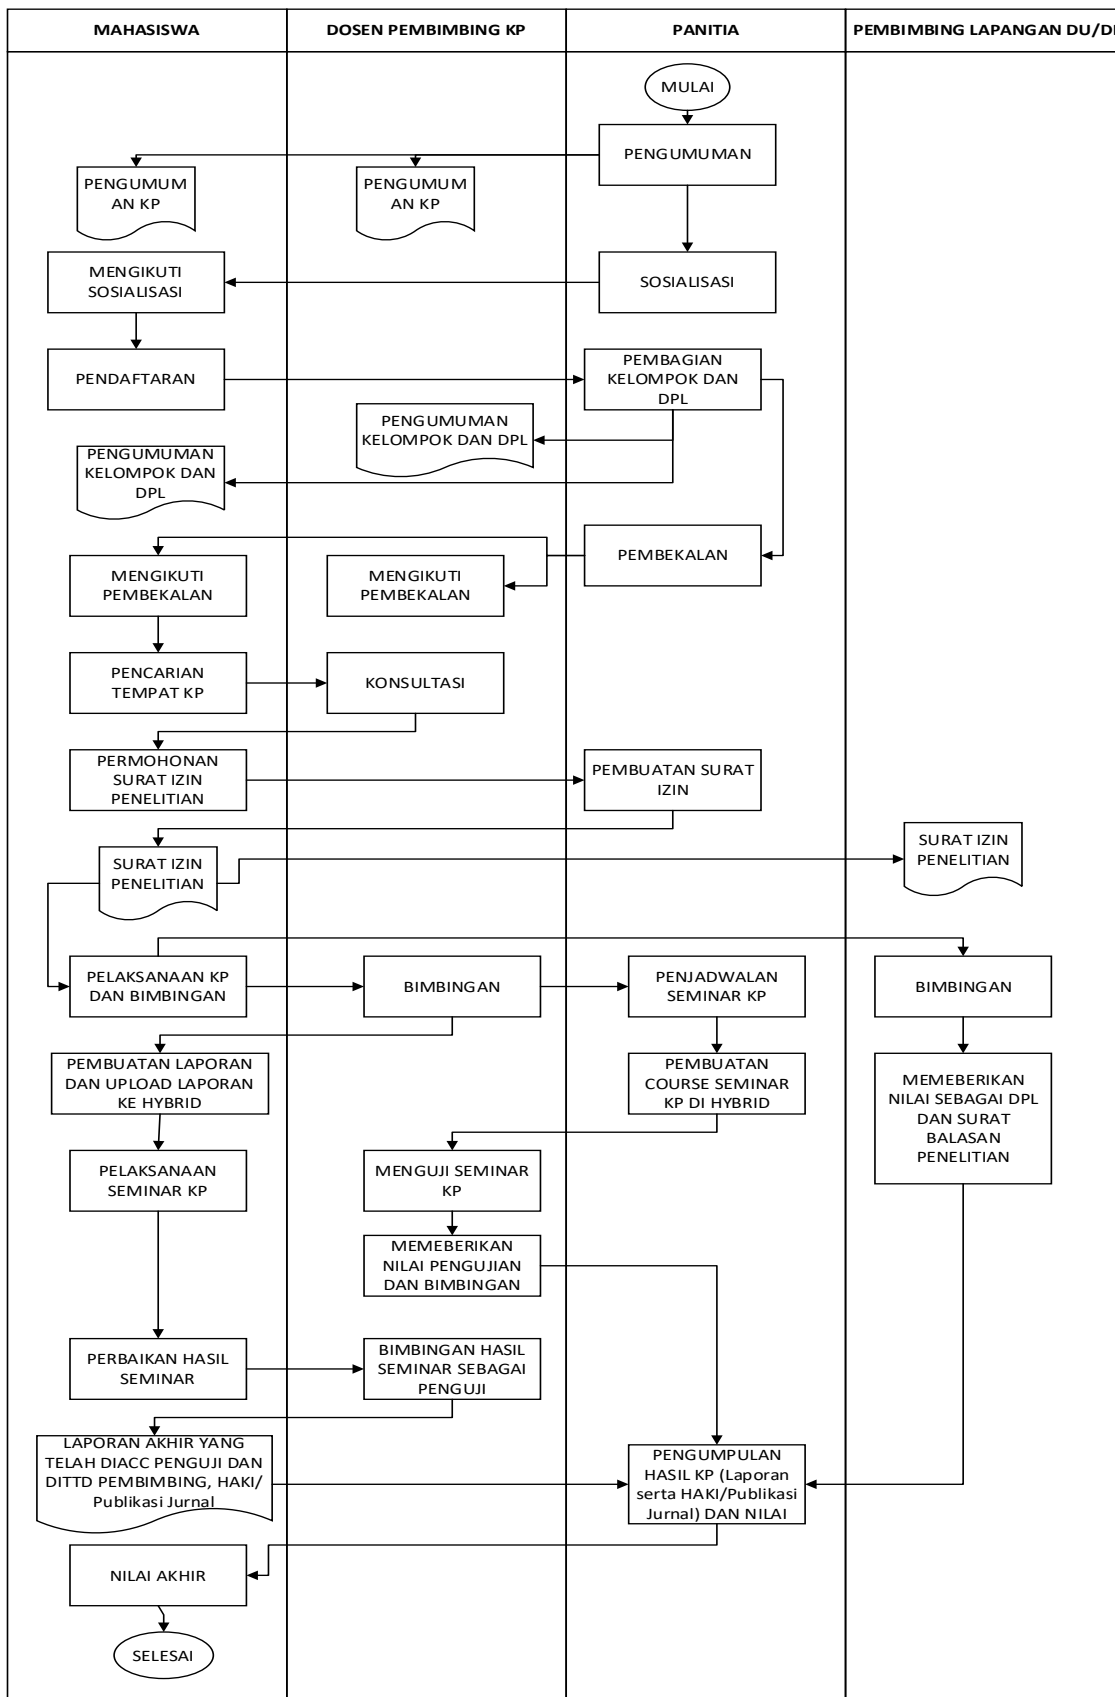 MAHASISWA
DOSEN PEMBIMBING KP
PANITIA
PEMBIMBING LAPANGAN DU/DI
MULAI
PENGUMUMAN
PENGUMUM
AN KP
PENGUMUM
AN KP
MENGIKUTI
SOSIALISASI
SOSIALISASI
PENDAFTARAN
PEMBAGIAN
KELOMPOK DAN
DPL
PENGUMUMAN
KELOMPOK DAN DPL
PENGUMUMAN
KELOMPOK DAN
DPL
PEMBEKALAN
MENGIKUTI
PEMBEKALAN
MENGIKUTI
PEMBEKALAN
PENCARIAN
TEMPAT KP
KONSULTASI
PERMOHONAN
SURAT IZIN
PENELITIAN
PEMBUATAN SURAT
IZIN
SURAT IZIN
PENELITIAN
SURAT IZIN
PENELITIAN
PELAKSANAAN KP
DAN BIMBINGAN
BIMBINGAN
PENJADWALAN
SEMINAR KP
BIMBINGAN
PEMBUATAN LAPORAN
DAN UPLOAD LAPORAN
KE HYBRID
PEMBUATAN
COURSE SEMINAR
KP DI HYBRID
MEMEBERIKAN
NILAI SEBAGAI DPL
DAN SURAT
BALASAN
PENELITIAN
PELAKSANAAN
SEMINAR KP
MENGUJI SEMINAR
KP
MEMEBERIKAN
NILAI PENGUJIAN
DAN BIMBINGAN
PERBAIKAN HASIL
SEMINAR
BIMBINGAN HASIL
SEMINAR SEBAGAI
PENGUJI
LAPORAN AKHIR YANG
TELAH DIACC PENGUJI DAN
DITTD PEMBIMBING, HAKI/
Publikasi Jurnal
PENGUMPULAN
HASIL KP (Laporan
serta HAKI/Publikasi
Jurnal) DAN NILAI
NILAI AKHIR
SELESAI